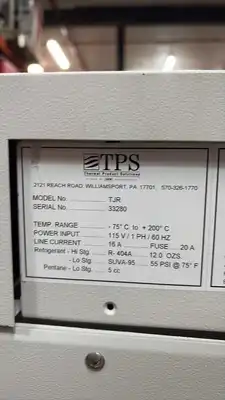 TPS
Thermal Product Solutions
2121 REACH ROAD, WILLIAMSPORT, PA. 17701, 570-326-1770
MODEL No. .............. TJR
SERIAL No. .............. 33280
TEMP. RANGE .............. - 75° C to + 200° C
POWER INPUT .............. 115 V / 1 PH / 60 HZ
LINE CURRENT .............. 16 A .............. FUSE ..... 20 A
Refrigerant - Hi Stg. .............. R- 404A .............. 12.0 OZS.
- Lo Stg. .............. SUVA-95 ..... 55 PSI @ 75° F
Pentane - Lo Stg. .............. 5 cc